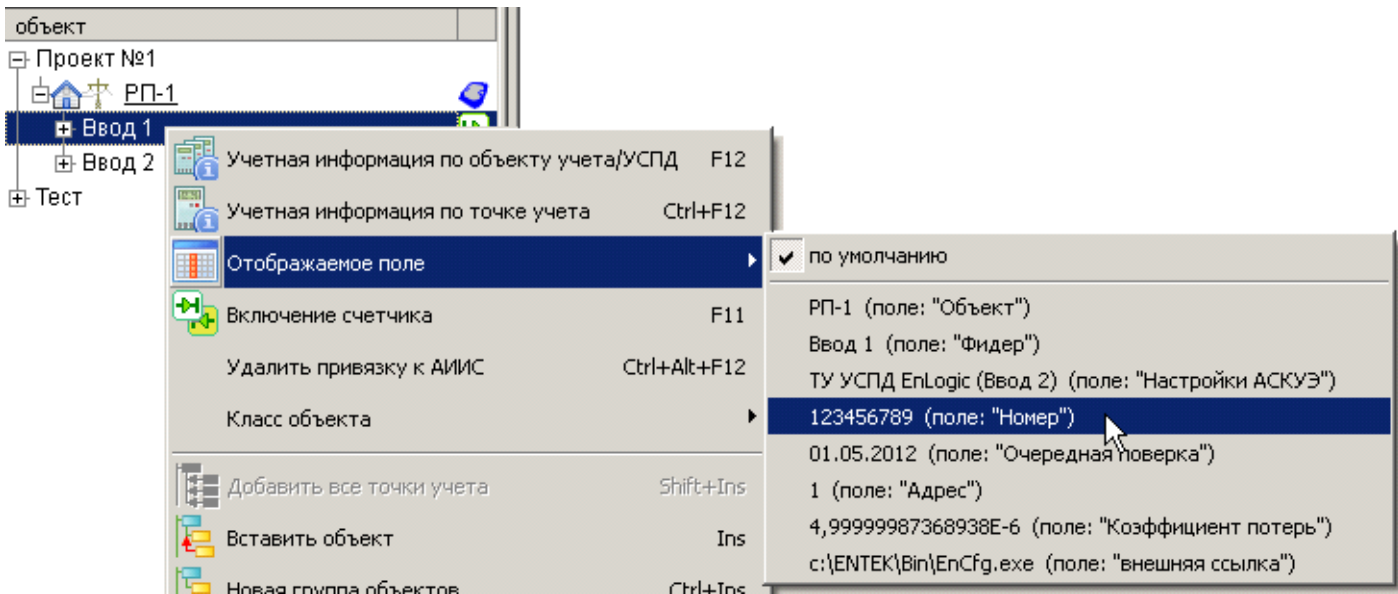 объект
Проект №1
РП-1
Ввод 1
Ввод 2
Тест
Учетная информация по объекту учета/УСПД F12
Учетная информация по точке учета Ctrl+F12
Отображаемое поле
Включение счетчика F11
Удалить привязку к АИИС Ctrl+Alt+F12
Класс объекта
Добавить все точки учета Shift+Ins
Вставить объект Ins
Новая группа объектов Ctrl+Ins
по умолчанию
РП-1 (поле: "Объект")
Ввод 1 (поле: "Фидер")
ТУ УСПД EnLogic (Ввод 2) (поле: "Настройки АСКУЭ")
123456789 (поле: "Номер")
01.05.2012 (поле: "Очередная поверка")
1 (поле: "Адрес")
4,99999987368938E-6 (поле: "Коэффициент потерь")
c:\ENTEK\Bin\EnCfg.exe (поле: "внешняя ссылка")